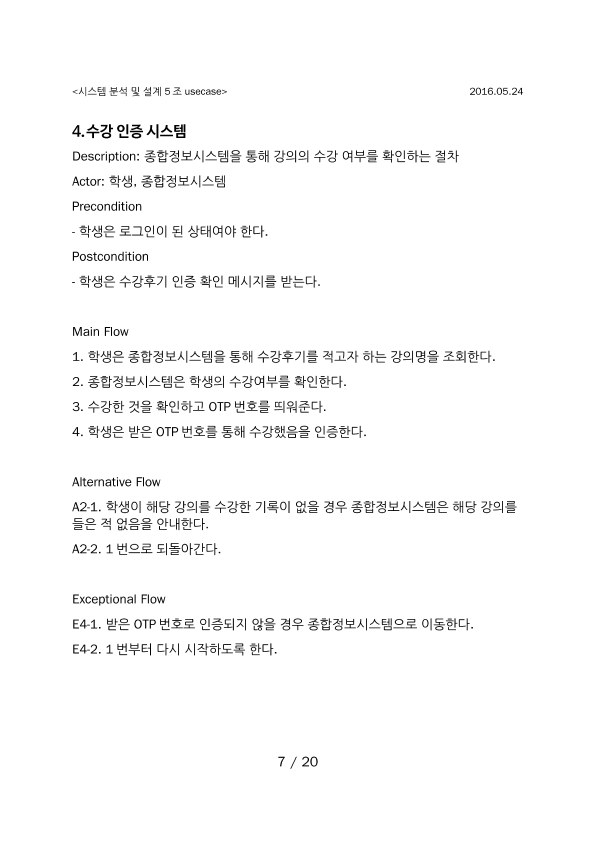 <시스템 분석 및 설계 5 조 usecase> 2016.05.24
4.수강 인증 시스템
Description: 종합정보시스템을 통해 강의의 수강 여부를 확인하는 절차
Actor: 학생, 종합정보시스템
Precondition
- 학생은 로그인이 된 상태여야 한다.
Postcondition
- 학생은 수강후기 인증 확인 메시지를 받는다.
Main Flow
1. 학생은 종합정보시스템을 통해 수강후기를 적고자 하는 강의명을 조회한다.
2. 종합정보시스템은 학생의 수강여부를 확인한다.
3. 수강한 것을 확인하고 OTP 번호를 띄워준다.
4. 학생은 받은 OTP 번호를 통해 수강했음을 인증한다.
Alternative Flow
A2-1. 학생이 해당 강의를 수강한 기록이 없을 경우 종합정보시스템은 해당 강의를
들은 적 없음을 안내한다.
A2-2. 1 번으로 되돌아간다.
Exceptional Flow
E4-1. 받은 OTP 번호로 인증되지 않을 경우 종합정보시스템으로 이동한다.
E4-2. 1 번부터 다시 시작하도록 한다.
7 / 20